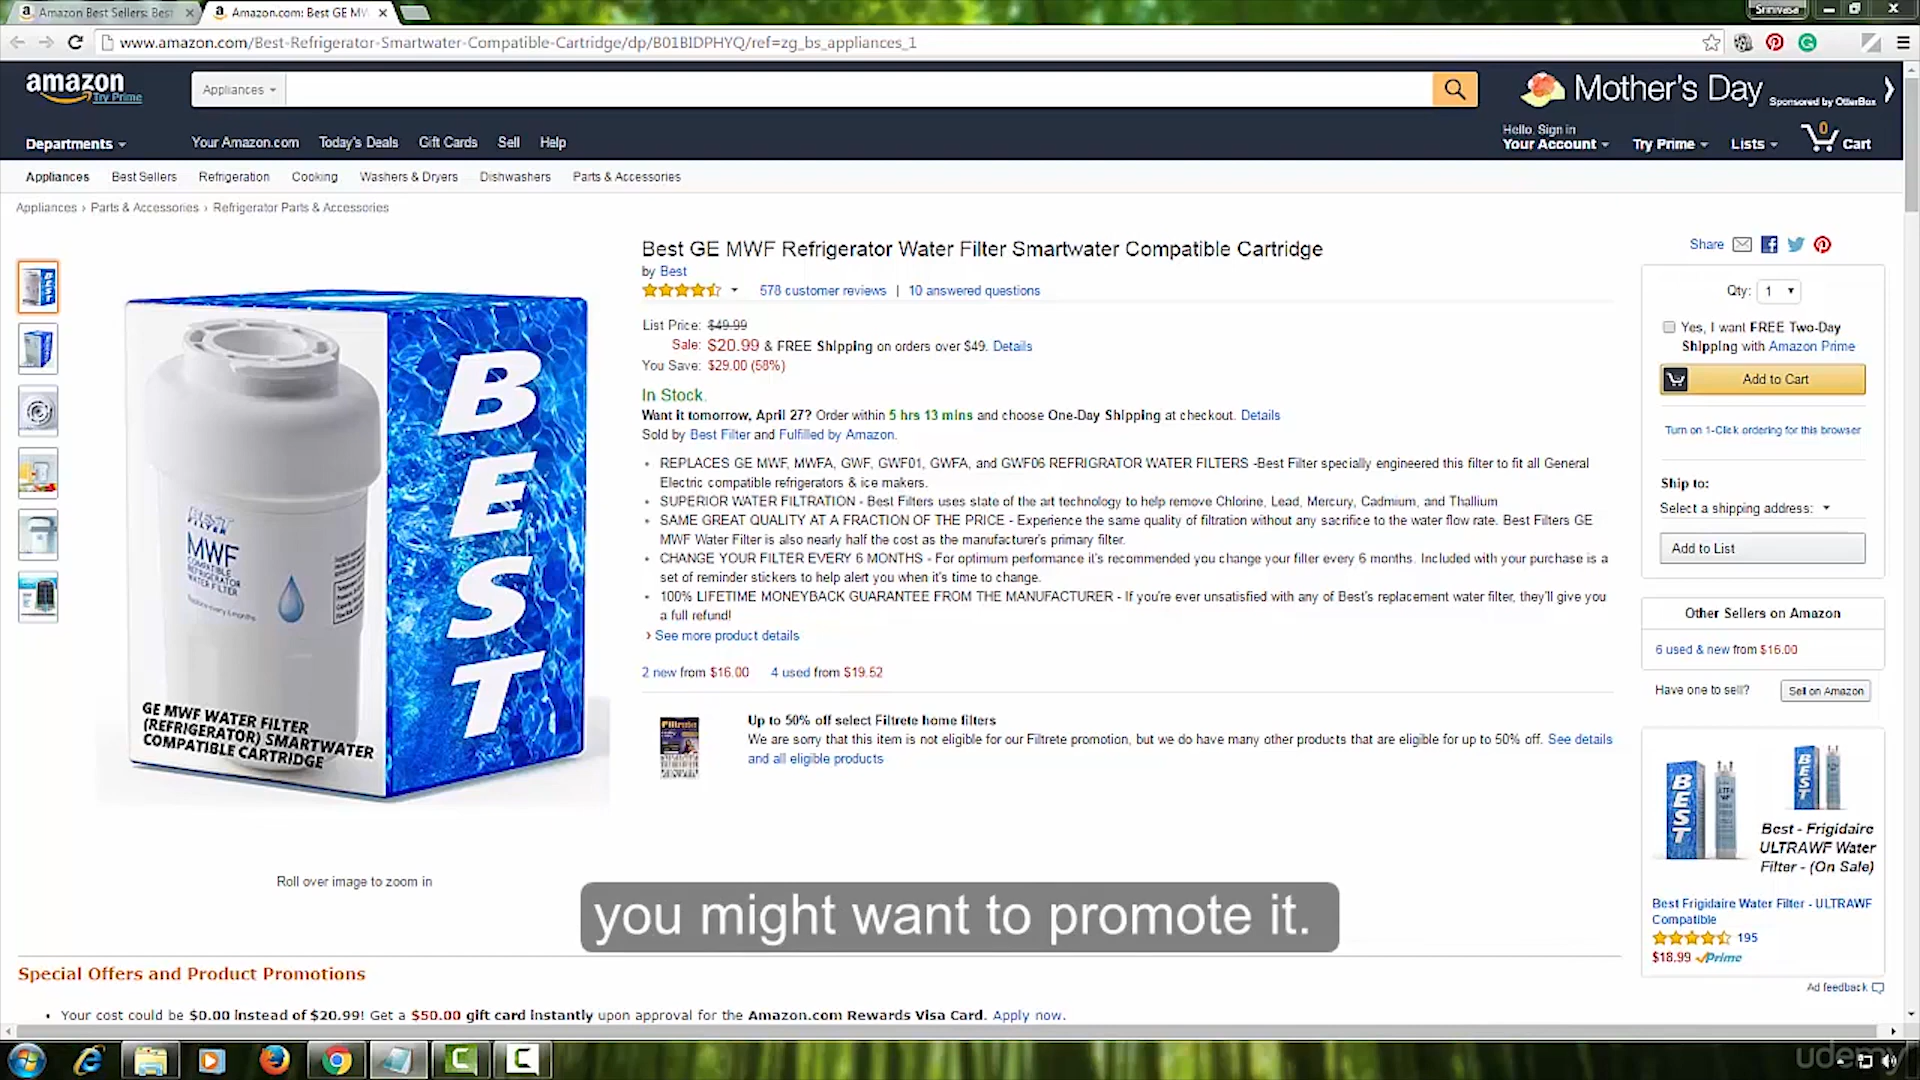 Amazon Best Sellers: Best
Amazon.com: Best GE MW
Srinivasa
www.amazon.com/Best-Refrigerator-Smartwater-Compatible-Cartridge/dp/B01BIDPHYQ/ref=zg_bs_appliances_1
amazon
Try Prime
Appliances
Mother's Day
Sponsored by OtterBox
Departments
Your Amazon.com Today's Deals Gift Cards Sell Help
Hello. Sign in
Your Account
Try Prime
Lists
0
Cart
Appliances Best Sellers Refrigeration Cooking Washers & Dryers Dishwashers Parts & Accessories
Appliances › Parts & Accessories › Refrigerator Parts & Accessories
BEST
BEST FILTER
MWF
COMPATIBLE
REFRIGERATOR
WATER FILTER
GE MWF WATER FILTER
(REFRIGERATOR) SMARTWATER
COMPATIBLE CARTRIDGE
Roll over image to zoom in
Best GE MWF Refrigerator Water Filter Smartwater Compatible Cartridge
by Best
578 customer reviews | 10 answered questions
List Price: $49.99
Sale: $20.99 & FREE Shipping on orders over $49. Details
You Save: $29.00 (58%)
In Stock.
Want it tomorrow, April 27? Order within 5 hrs 13 mins and choose One-Day Shipping at checkout. Details
Sold by Best Filter and Fulfilled by Amazon.
• REPLACES GE MWF, MWFA, GWF, GWF01, GWFA, and GWF06 REFRIGRATOR WATER FILTERS -Best Filter specially engineered this filter to fit all General
Electric compatible refrigerators & ice makers.
• SUPERIOR WATER FILTRATION - Best Filters uses state of the art technology to help remove Chlorine, Lead, Mercury, Cadmium, and Thallium
• SAME GREAT QUALITY AT A FRACTION OF THE PRICE - Experience the same quality of filtration without any sacrifice to the water flow rate. Best Filters GE
MWF Water Filter is also nearly half the cost as the manufacturer's primary filter.
• CHANGE YOUR FILTER EVERY 6 MONTHS - For optimum performance it's recommended you change your filter every 6 months. Included with your purchase is a
set of reminder stickers to help alert you when it's time to change.
• 100% LIFETIME MONEYBACK GUARANTEE FROM THE MANUFACTURER - If you're ever unsatisfied with any of Best's replacement water filter, they'll give you
a full refund!
› See more product details
2 new from $16.00 4 used from $19.52
Filtrete
Up to 50% off select Filtrete home filters
We are sorry that this item is not eligible for our Filtrete promotion, but we do have many other products that are eligible for up to 50% off. See details
and all eligible products
Share
Qty: 1
Yes, I want FREE Two-Day
Shipping with Amazon Prime
Add to Cart
Turn on 1-Click ordering for this browser
Ship to:
Select a shipping address:
Add to List
Other Sellers on Amazon
6 used & new from $16.00
Have one to sell?
Sell on Amazon
BEST
BEST
Best - Frigidaire
ULTRAWF Water
Filter - (On Sale)
Best Frigidaire Water Filter - ULTRAWF
Compatible
195
$18.99 Prime
Ad feedback
you might want to promote it.
Special Offers and Product Promotions
• Your cost could be $0.00 instead of $20.99! Get a $50.00 gift card instantly upon approval for the Amazon.com Rewards Visa Card. Apply now.
udemy